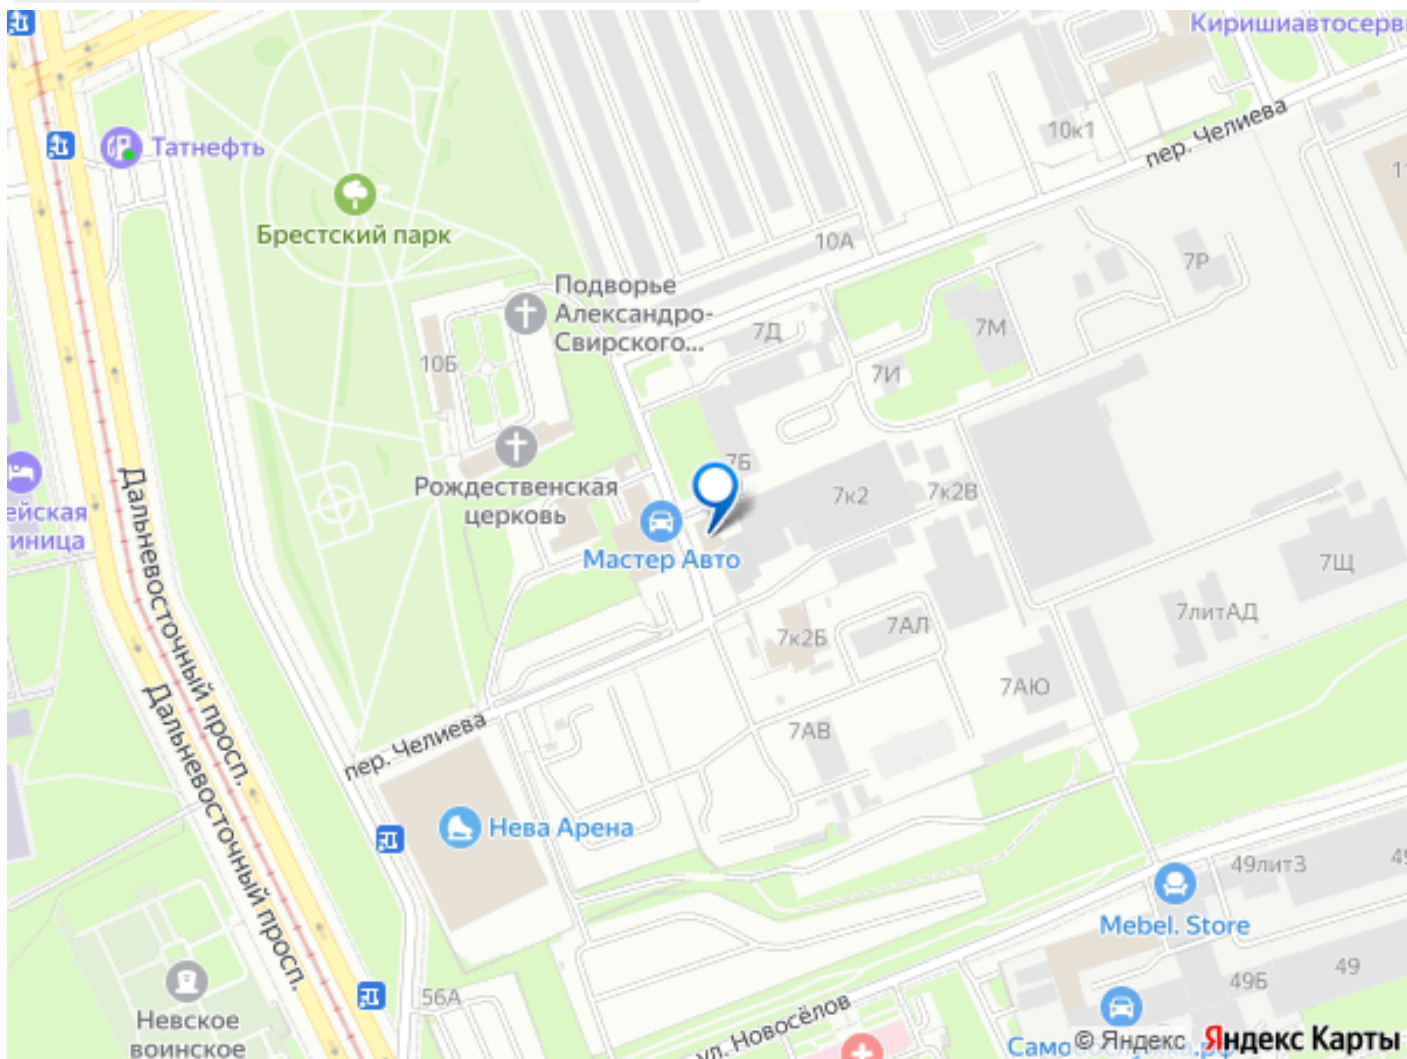 Киришиавтосерв
10к1
пер. Челиева
Татнефть
Брестский парк
10А
7Р
Подворье
Александро-
Свирского...
7Д
7М
10Б
7И
7Б
Рождественская
церковь
7к2
7к2В
ейская
тиница
Мастер Авто
7Щ
Дальневосточный просп.
7к2Б
7АЛ
7литАД
7АЮ
Дальневосточный просп.
пер. Челиева
7АВ
Нева Арена
49лит3
49
Mebel. Store
49
49Б
56А
Невское
воинское
ул. Новосёлов
© Яндекс Яндекс Карты